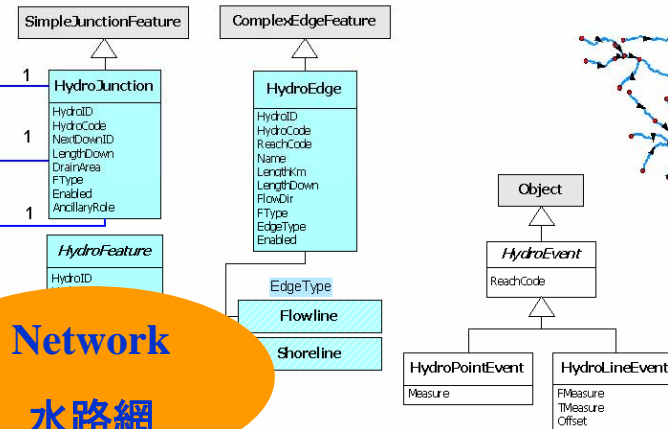 SimpleJunctionFeature
ComplexEdgeFeature
1
HydroJunction
HydroID
HydroCode
NextDownID
LengthDown
DrainArea
FType
Enabled
AncillaryRole
1
1
HydroFeature
HydroID
HydroEdge
HydroID
HydroCode
ReachCode
Name
LengthKm
LengthDown
FlowDir
FType
EdgeType
Enabled
EdgeType
Flowline
Shoreline
Object
HydroEvent
ReachCode
HydroPointEvent
Measure
HydroLineEvent
FMeasure
TMeasure
Offset
Network
水路網